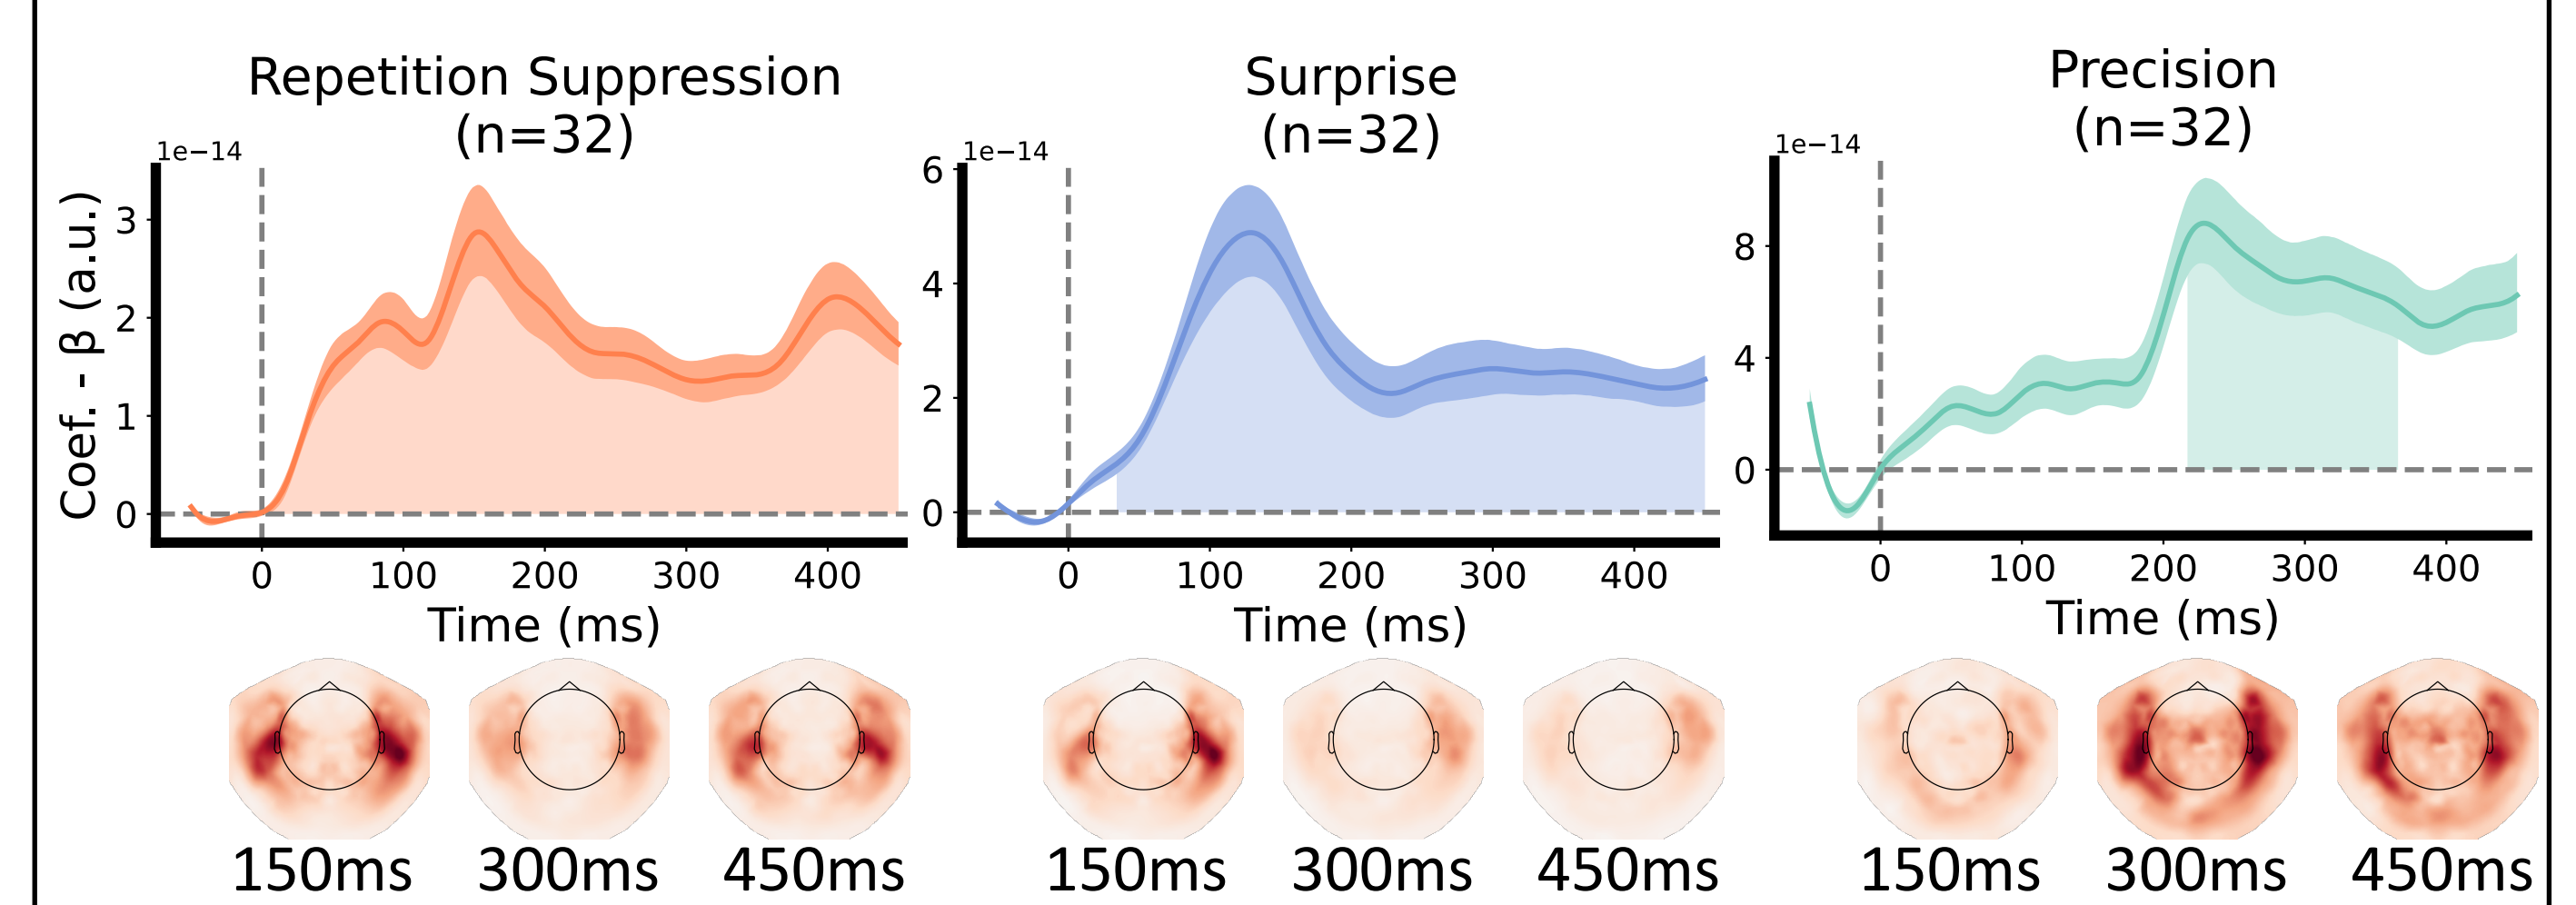 Repetition Suppression
(n=32)
1e−14
Coef. - β (a.u.)
3
2
1
0
0 100 200 300 400
Time (ms)
150ms 300ms 450ms
Surprise
(n=32)
1e−14
6
4
2
0
0 100 200 300 400
Time (ms)
150ms 300ms 450ms
Precision
(n=32)
1e−14
8
4
0
0 100 200 300 400
Time (ms)
150ms 300ms 450ms